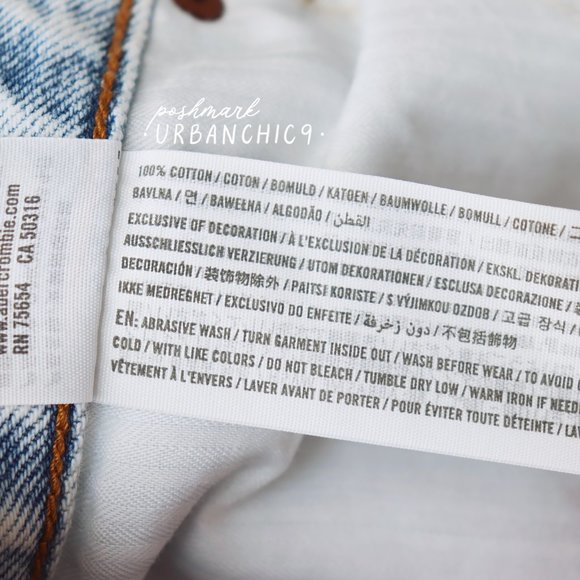 poshmark
• URBANCHIC9 •
www.abercrombie.com
RN 75654 CA 50316
100% COTTON / COTON / BOMULD / KATOEN / BAUMWOLLE / BOMULL / COTONE /
BAVLNA / 면 / BAWEŁNA / ALGODÃO / القطن /
EXCLUSIVE OF DECORATION / À L'EXCLUSION DE LA DÉCORATION / EKSKL. DEKORATION
AUSSCHLIESSLICH VERZIERUNG / UTOM DEKORATIONEN / ESCLUSA DECORAZIONE /
DECORACIÓN / 装饰物除外 / PAITSI KORISTE / S VÝJIMKOU OZDOB / 고급 장식 /
IKKE MEDREGNET / EXCLUSIVO DO ENFEITE / دون زخرفة / 不包括飾物
EN: ABRASIVE WASH / TURN GARMENT INSIDE OUT / WASH BEFORE WEAR / TO AVOID
COLD / WITH LIKE COLORS / DO NOT BLEACH / TUMBLE DRY LOW / WARM IRON IF NEED
VÊTEMENT À L'ENVERS / LAVER AVANT DE PORTER / POUR ÉVITER TOUTE DÉTEINTE / LAV